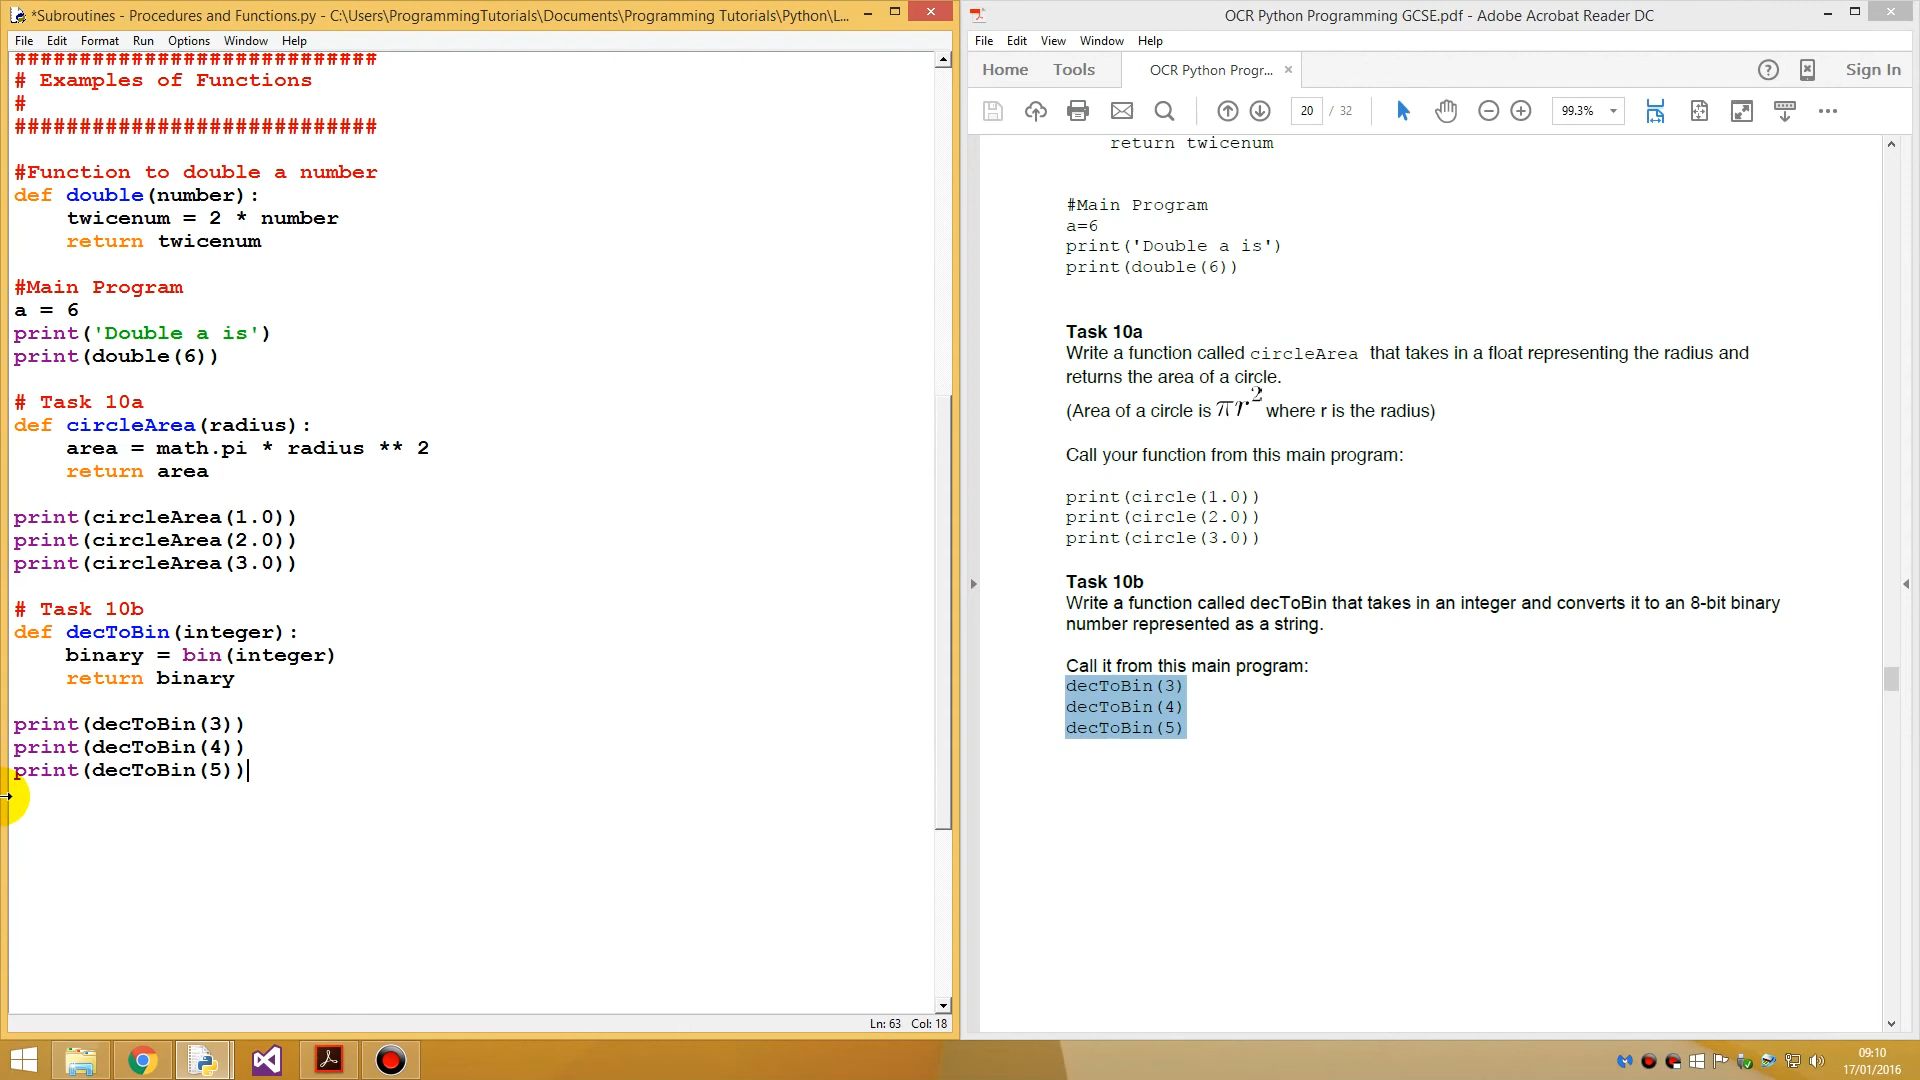 *Subroutines - Procedures and Functions.py - C:\Users\ProgrammingTutorials\Documents\Programming Tutorials\Python\L...
File Edit Format Run Options Window Help
############################
# Examples of Functions
#
############################
#Function to double a number
def double(number):
    twicenum = 2 * number
    return twicenum
#Main Program
a = 6
print('Double a is')
print(double(6))
# Task 10a
def circleArea(radius):
    area = math.pi * radius ** 2
    return area
print(circleArea(1.0))
print(circleArea(2.0))
print(circleArea(3.0))
# Task 10b
def decToBin(integer):
    binary = bin(integer)
    return binary
print(decToBin(3))
print(decToBin(4))
print(decToBin(5))
Ln: 63 Col: 18
OCR Python Programming GCSE.pdf - Adobe Acrobat Reader DC
File Edit View Window Help
Home Tools OCR Python Progr... × Sign In
20 / 32 99.3%
return twicenum
#Main Program
a=6
print('Double a is')
print(double(6))
Task 10a
Write a function called circleArea that takes in a float representing the radius and
returns the area of a circle.
(Area of a circle is πr² where r is the radius)
Call your function from this main program:
print(circle(1.0))
print(circle(2.0))
print(circle(3.0))
Task 10b
Write a function called decToBin that takes in an integer and converts it to an 8-bit binary
number represented as a string.
Call it from this main program:
decToBin(3)
decToBin(4)
decToBin(5)
09:10
17/01/2016